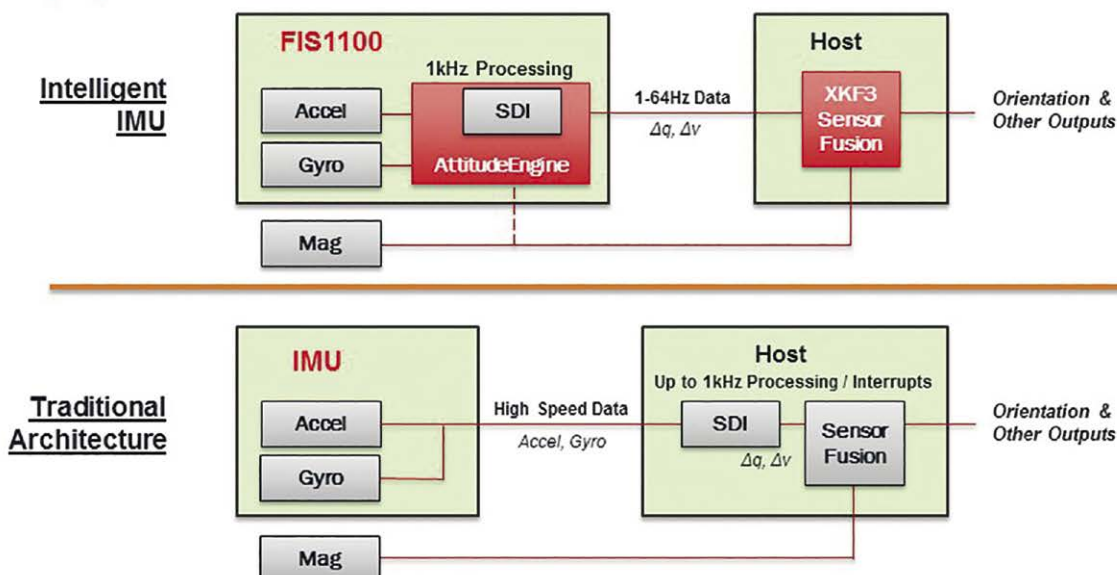 Intelligent
IMU
FIS1100
1kHz Processing
Accel
Gyro
SDI
AttitudeEngine
Mag
1-64Hz Data
Δq, Δv
Host
XKF3
Sensor
Fusion
Orientation &
Other Outputs
Traditional
Architecture
IMU
Accel
Gyro
Mag
High Speed Data
Accel, Gyro
Host
Up to 1kHz Processing / Interrupts
SDI
Δq, Δv
Sensor
Fusion
Orientation &
Other Outputs